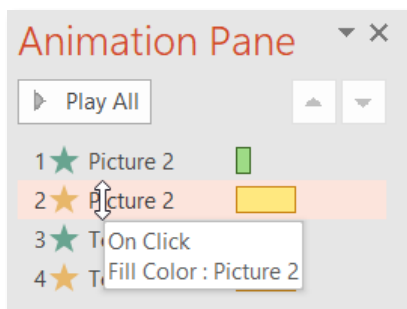 Animation Pane
Play All
1 Picture 2
2 Picture 2
3
On Click
4
Fill Color : Picture 2